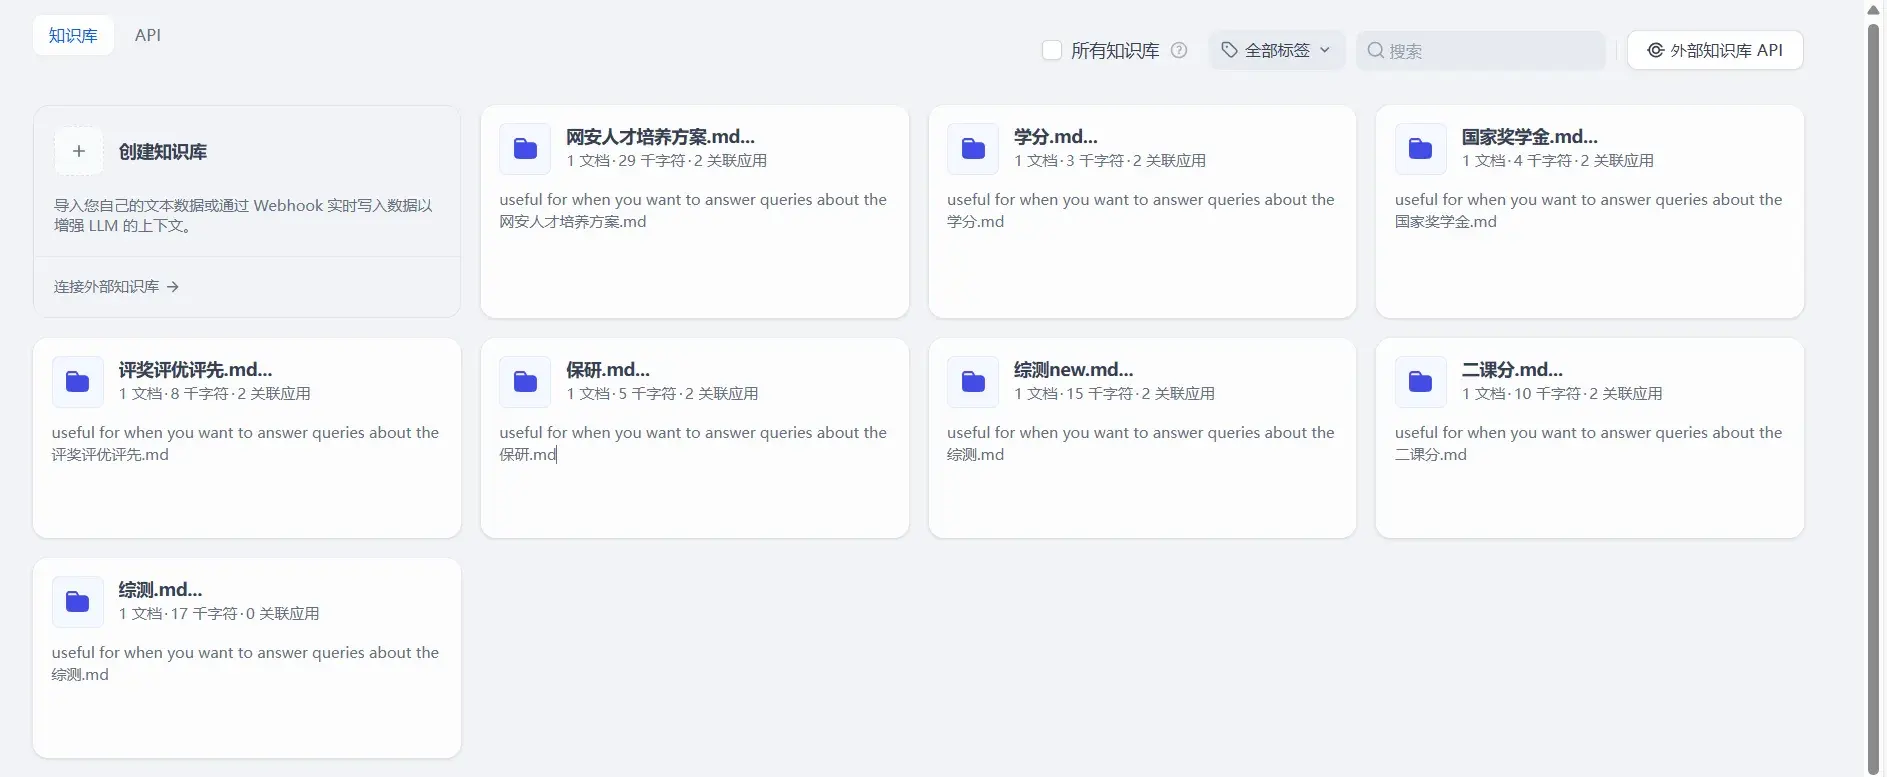 知识库
API
所有知识库
全部标签
搜索
外部知识库 API
创建知识库
导入您自己的文本数据或通过 Webhook 实时写入数据以
增强 LLM 的上下文。
连接外部知识库
网安人才培养方案.md...
1 文档·29 千字符·2 关联应用
useful for when you want to answer queries about the
网安人才培养方案.md
学分.md...
1 文档·3 千字符·2 关联应用
useful for when you want to answer queries about the
学分.md
国家奖学金.md...
1 文档·4 千字符·2 关联应用
useful for when you want to answer queries about the
国家奖学金.md
评奖评优评先.md...
1 文档·8 千字符·2 关联应用
useful for when you want to answer queries about the
评奖评优评先.md
保研.md...
1 文档·5 千字符·2 关联应用
useful for when you want to answer queries about the
保研.md
综测new.md...
1 文档·15 千字符·2 关联应用
useful for when you want to answer queries about the
综测.md
二课分.md...
1 文档·10 千字符·2 关联应用
useful for when you want to answer queries about the
二课分.md
综测.md...
1 文档·17 千字符·0 关联应用
useful for when you want to answer queries about the
综测.md